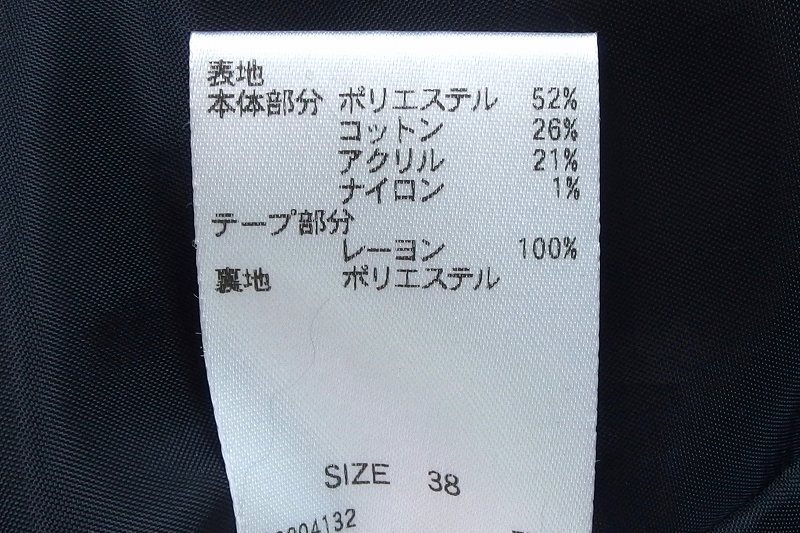 表地
本体部分 ポリエステル 52%
コットン 26%
アクリル 21%
ナイロン 1%
テープ部分
レーヨン 100%
裏地 ポリエステル
SIZE 38